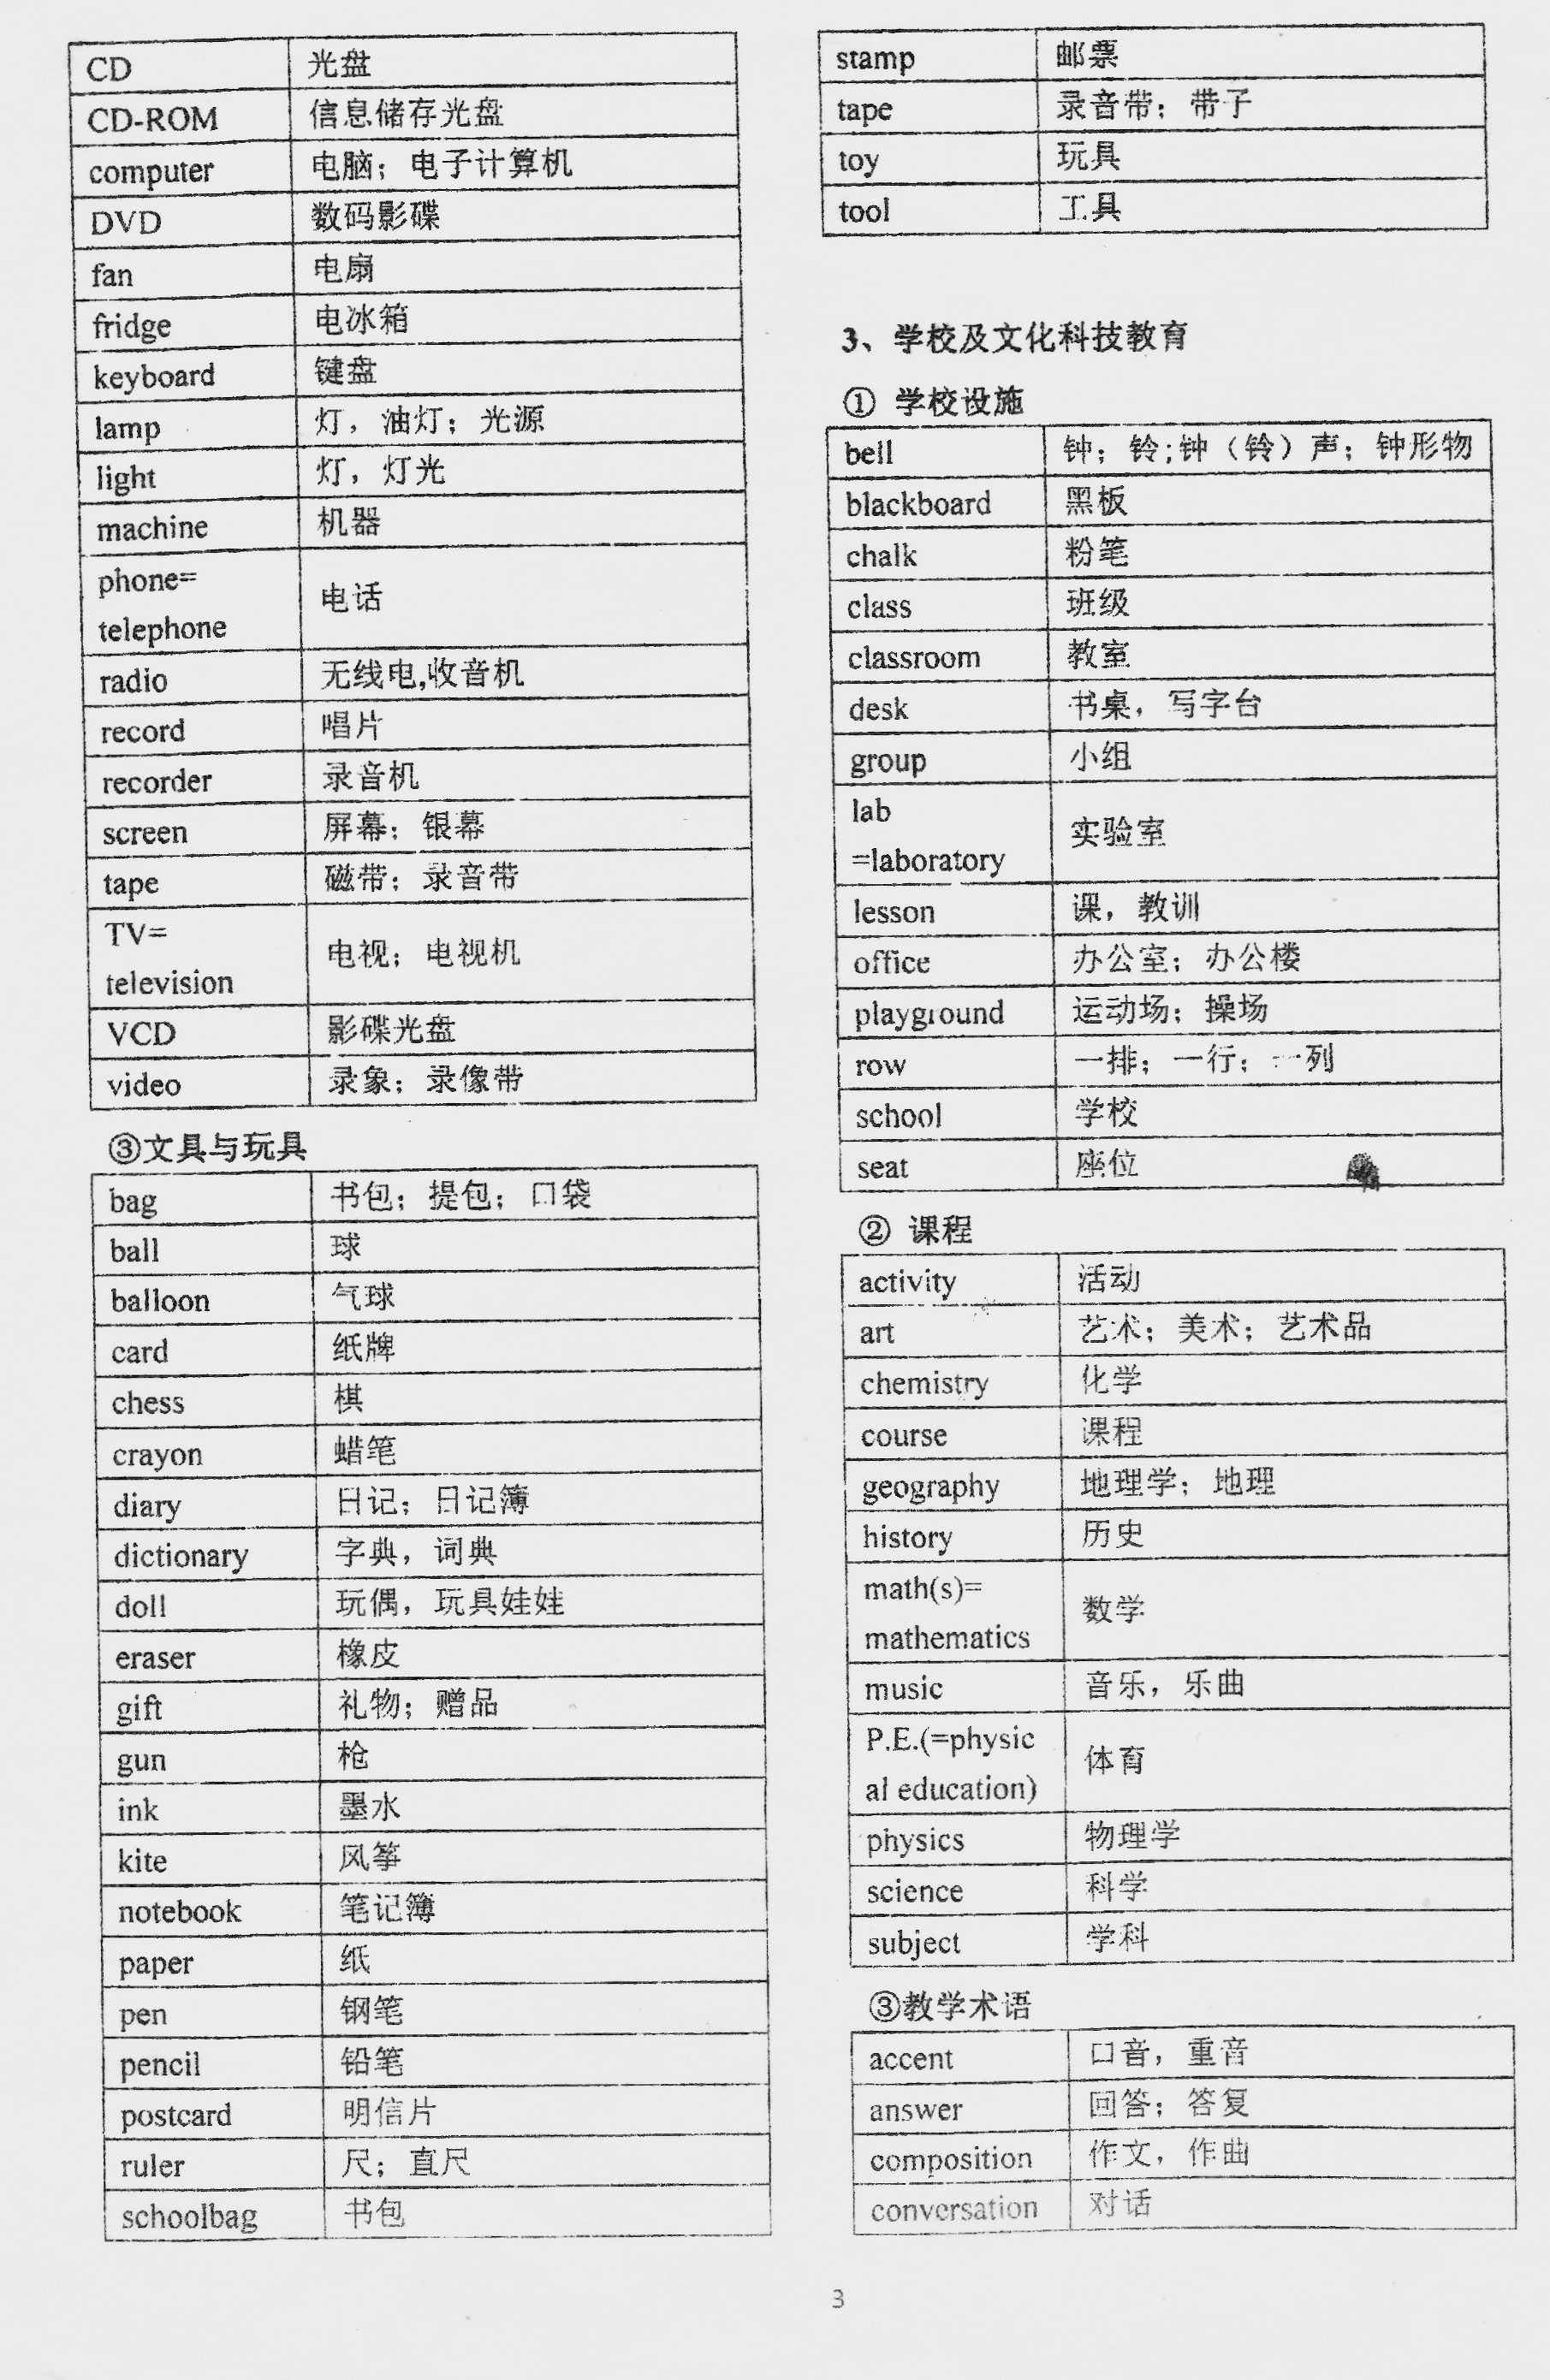 CD 光盘
CD-ROM 信息储存光盘
computer 电脑；电子计算机
DVD 数码影碟
fan 电扇
fridge 电冰箱
keyboard 键盘
lamp 灯，油灯；光源
light 灯，灯光
machine 机器
phone=
telephone 电话
radio 无线电,收音机
record 唱片
recorder 录音机
screen 屏幕；银幕
tape 磁带；录音带
TV=
television 电视；电视机
VCD 影碟光盘
video 录象；录像带
③文具与玩具
bag 书包；提包；口袋
ball 球
balloon 气球
card 纸牌
chess 棋
crayon 蜡笔
diary 日记；日记簿
dictionary 字典，词典
doll 玩偶，玩具娃娃
eraser 橡皮
gift 礼物；赠品
gun 枪
ink 墨水
kite 风筝
notebook 笔记簿
paper 纸
pen 钢笔
pencil 铅笔
postcard 明信片
ruler 尺；直尺
schoolbag 书包
stamp 邮票
tape 录音带；带子
toy 玩具
tool 工具
3、学校及文化科技教育
① 学校设施
bell 钟；铃;钟（铃）声；钟形物
blackboard 黑板
chalk 粉笔
class 班级
classroom 教室
desk 书桌，写字台
group 小组
lab
=laboratory 实验室
lesson 课，教训
office 办公室；办公楼
playground 运动场；操场
row 一排；一行；一列
school 学校
seat 座位
② 课程
activity 活动
art 艺术；美术；艺术品
chemistry 化学
course 课程
geography 地理学；地理
history 历史
math(s)=
mathematics 数学
music 音乐，乐曲
P.E.(=physic
al education) 体育
physics 物理学
science 科学
subject 学科
③教学术语
accent 口音，重音
answer 回答；答复
composition 作文，作曲
conversation 对话
3